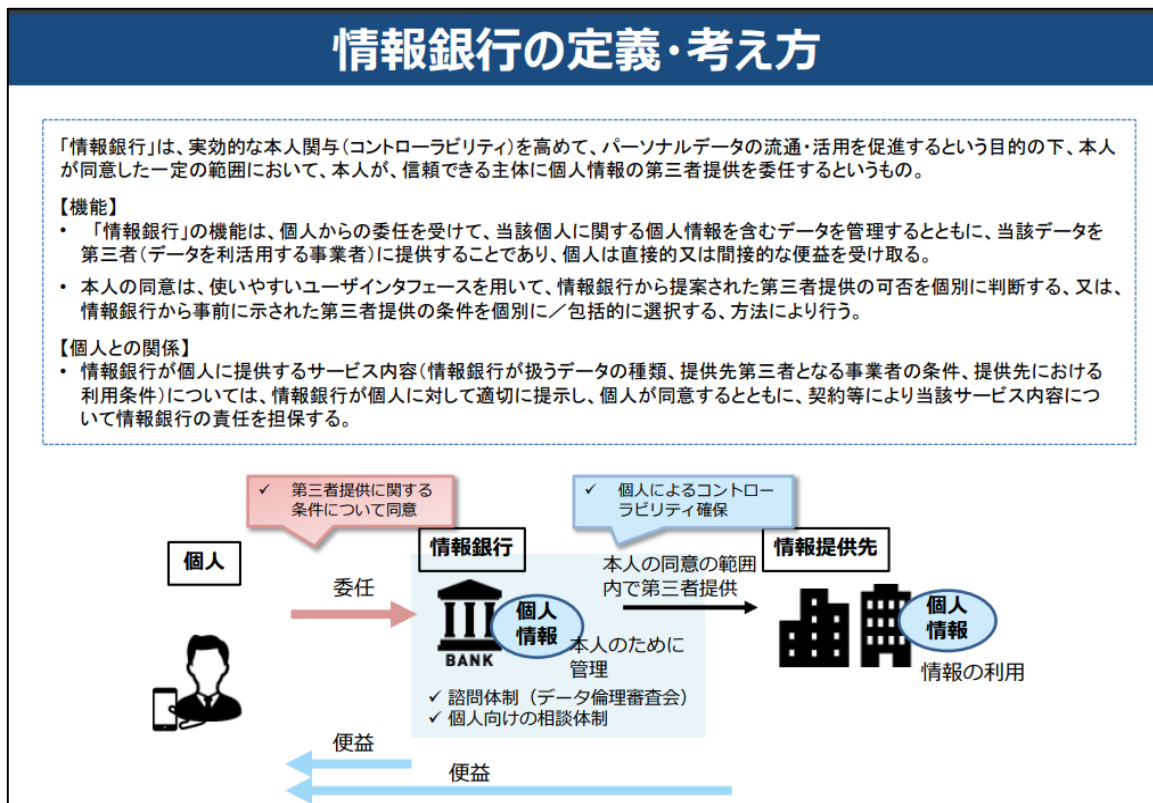 情報銀行の定義・考え方
「情報銀行」は、実効的な本人関与(コントローラビリティ)を高めて、パーソナルデータの流通・活用を促進するという目的の下、本人
が同意した一定の範囲において、本人が、信頼できる主体に個人情報の第三者提供を委任するというもの。
【機能】
• 「情報銀行」の機能は、個人からの委任を受けて、当該個人に関する個人情報を含むデータを管理するとともに、当該データを
第三者(データを利活用する事業者)に提供することであり、個人は直接的又は間接的な便益を受け取る。
• 本人の同意は、使いやすいユーザインタフェースを用いて、情報銀行から提案された第三者提供の可否を個別に判断する、又は、
情報銀行から事前に示された第三者提供の条件を個別に／包括的に選択する、方法により行う。
【個人との関係】
• 情報銀行が個人に提供するサービス内容(情報銀行が扱うデータの種類、提供先第三者となる事業者の条件、提供先における
利用条件)については、情報銀行が個人に対して適切に提示し、個人が同意するとともに、契約等により当該サービス内容につ
いて情報銀行の責任を担保する。
✓ 第三者提供に関する
条件について同意
✓ 個人によるコントロー
ラビリティ確保
個人
情報銀行
情報提供先
委任
本人の同意の範囲
内で第三者提供
BANK
個人
情報
本人のために
管理
個人
情報
情報の利用
✓ 諮問体制（データ倫理審査会）
✓ 個人向けの相談体制
便益
便益